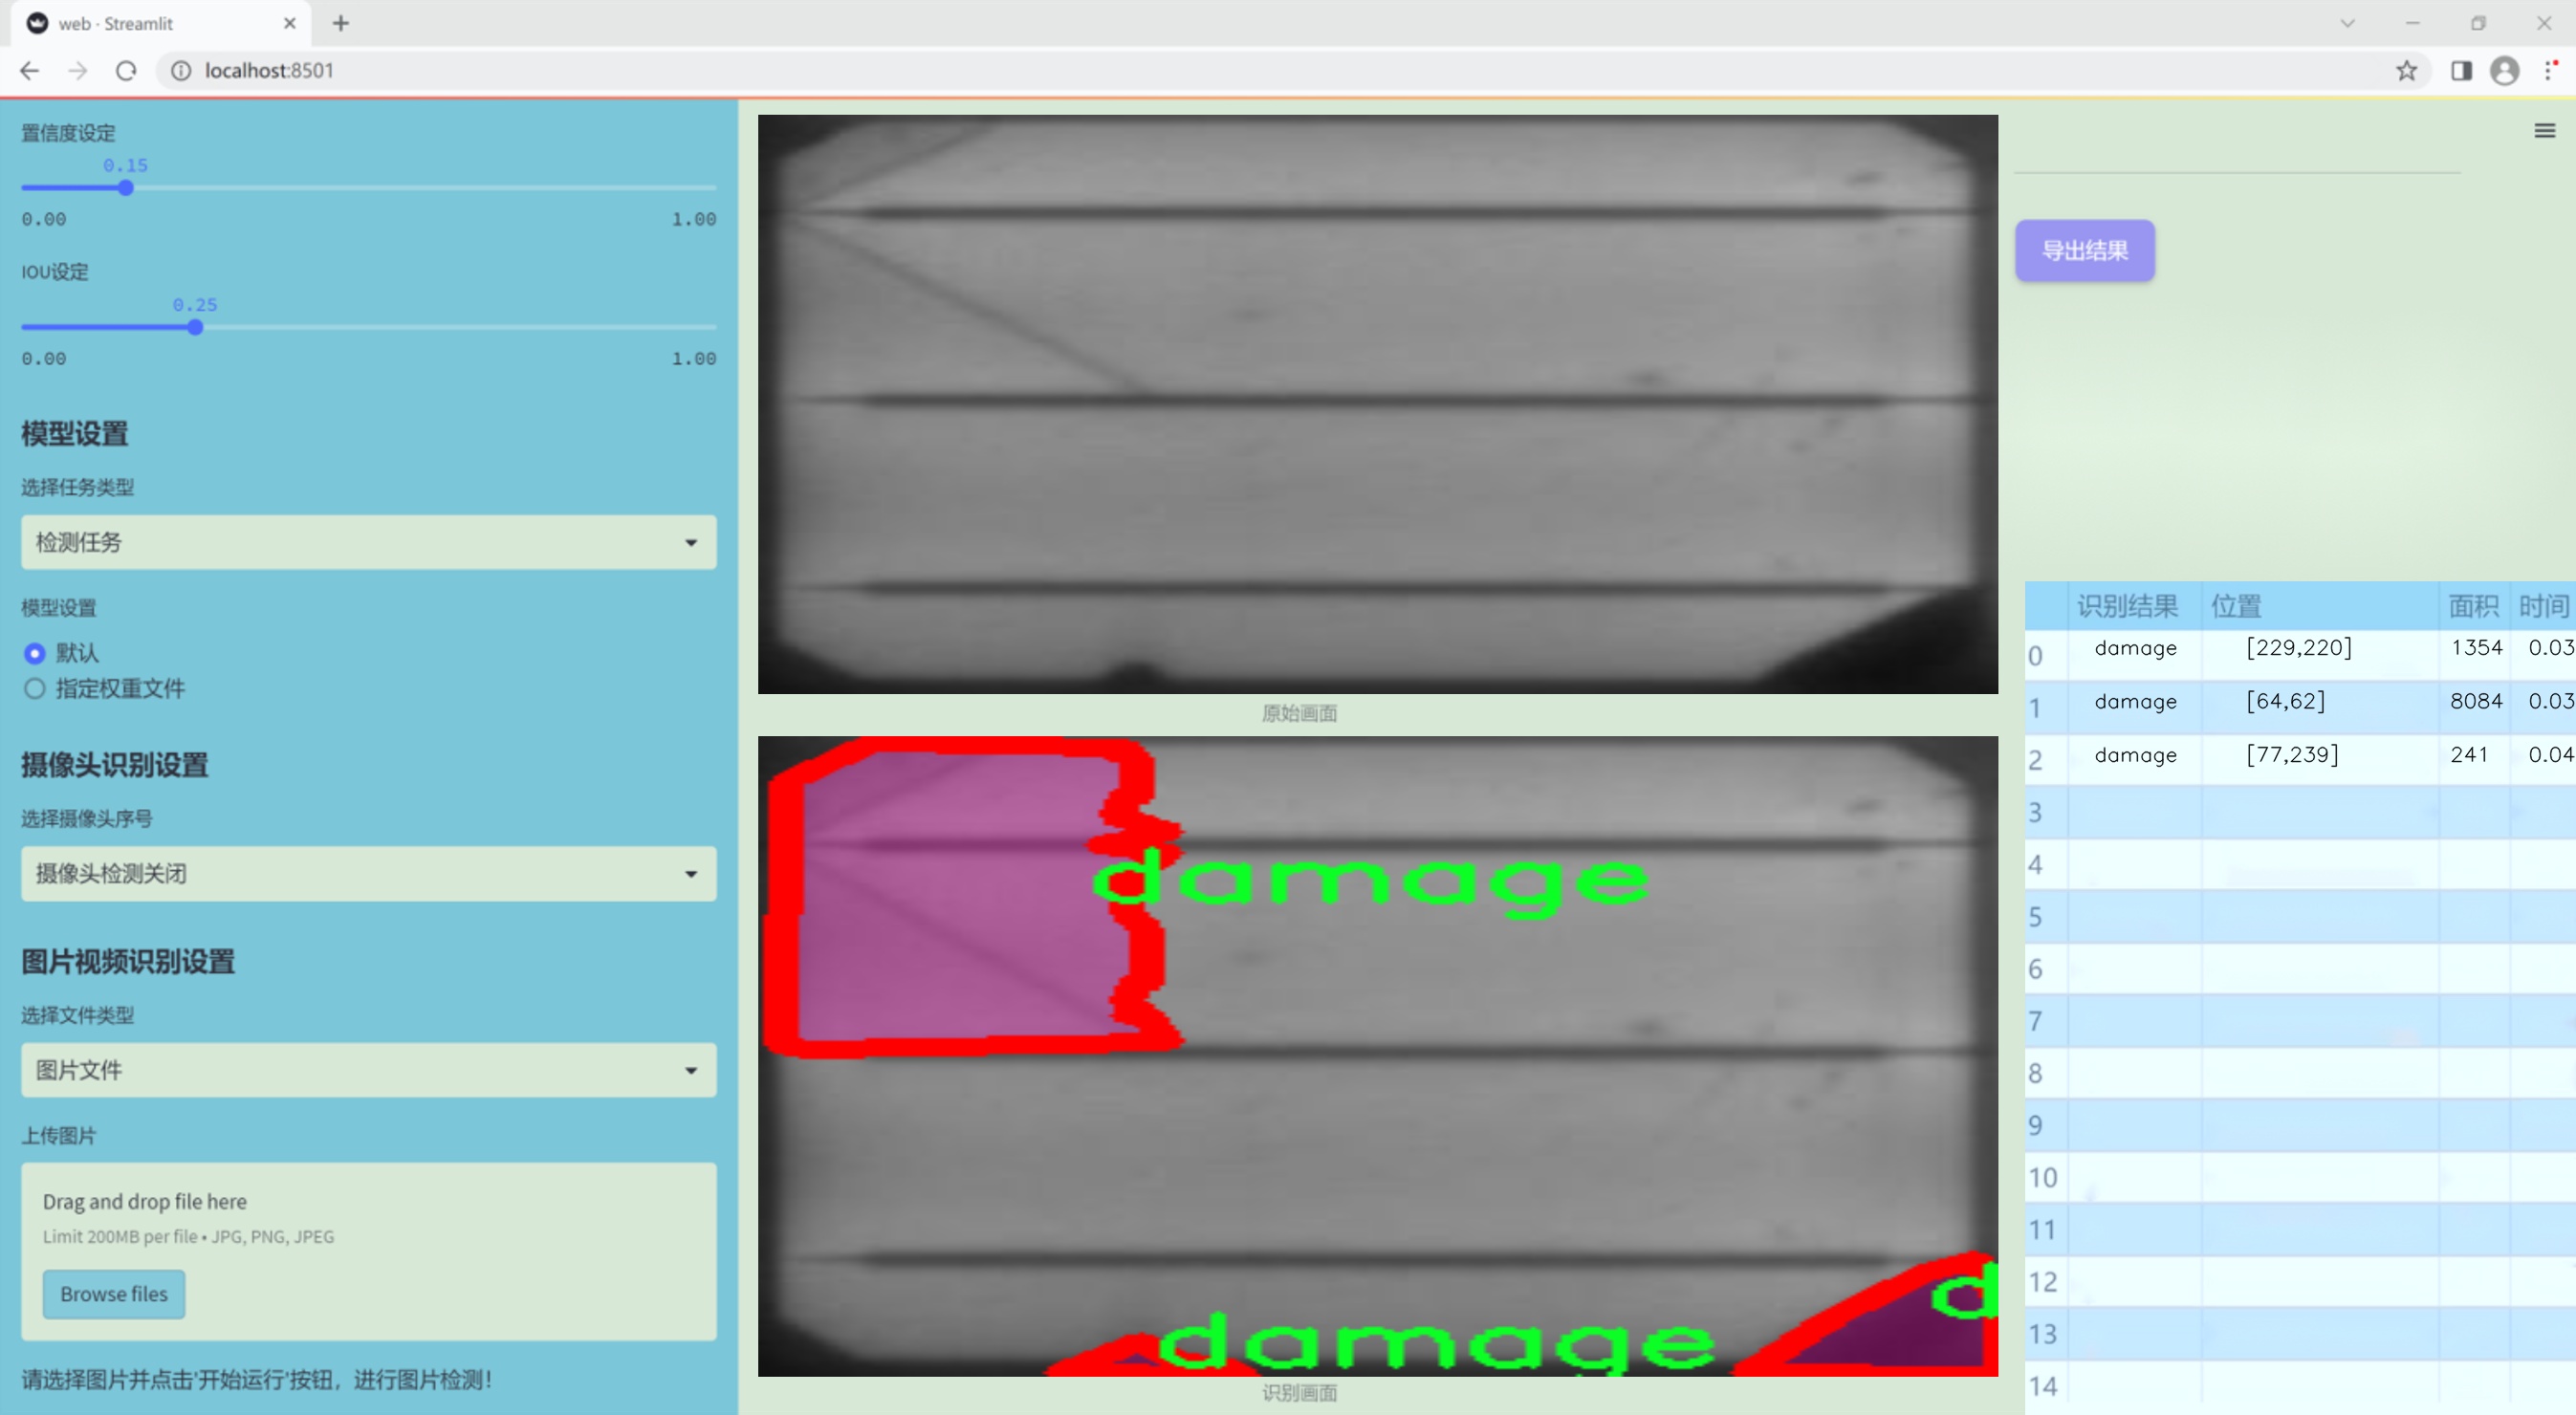 web · Streamlit
localhost:8501
置信度设定
0.15
0.00 1.00
IOU设定
0.25
0.00 1.00
模型设置
选择任务类型
检测任务
模型设置
默认
指定权重文件
摄像头识别设置
选择摄像头序号
摄像头检测关闭
图片视频识别设置
选择文件类型
图片文件
上传图片
Drag and drop file here
Limit 200MB per file • JPG, PNG, JPEG
Browse files
请选择图片并点击'开始运行'按钮，进行图片检测！
原始画面
damage
d
damage
识别画面
导出结果
识别结果 位置 面积 时间
0 damage [229,220] 1354 0.03
1 damage [64,62] 8084 0.03
2 damage [77,239] 241 0.04
3
4
5
6
7
8
9
10
11
12
13
14